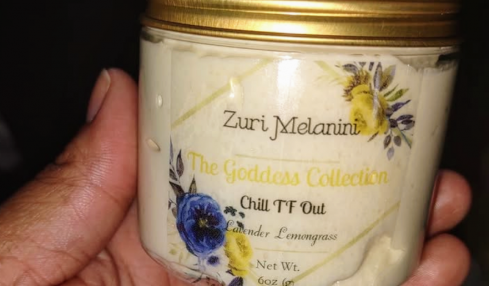 Zuri Melanini
The Goddess Collection
Chill TF Out
Lavender Lemongrass
Net Wt.
6oz